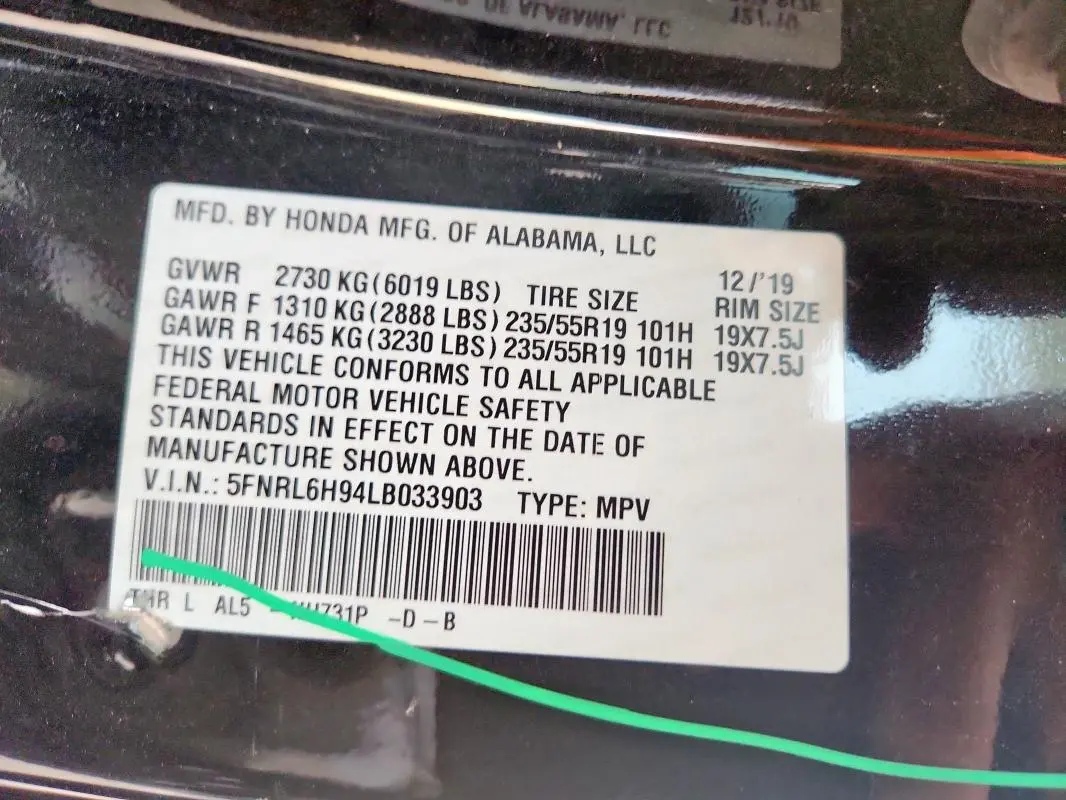 MFD. BY HONDA MFG. OF ALABAMA, LLC
12/'19
GVWR 2730 KG(6019 LBS) TIRE SIZE RIM SIZE
GAWR F 1310 KG(2888 LBS) 235/55R19 101H 19X7.5J
GAWR R 1465 KG(3230 LBS) 235/55R19 101H 19X7.5J
THIS VEHICLE CONFORMS TO ALL APPLICABLE
FEDERAL MOTOR VEHICLE SAFETY
STANDARDS IN EFFECT ON THE DATE OF
MANUFACTURE SHOWN ABOVE.
V.I.N.: 5FNRL6H94LB033903 TYPE: MPV
L AL5 -D-B